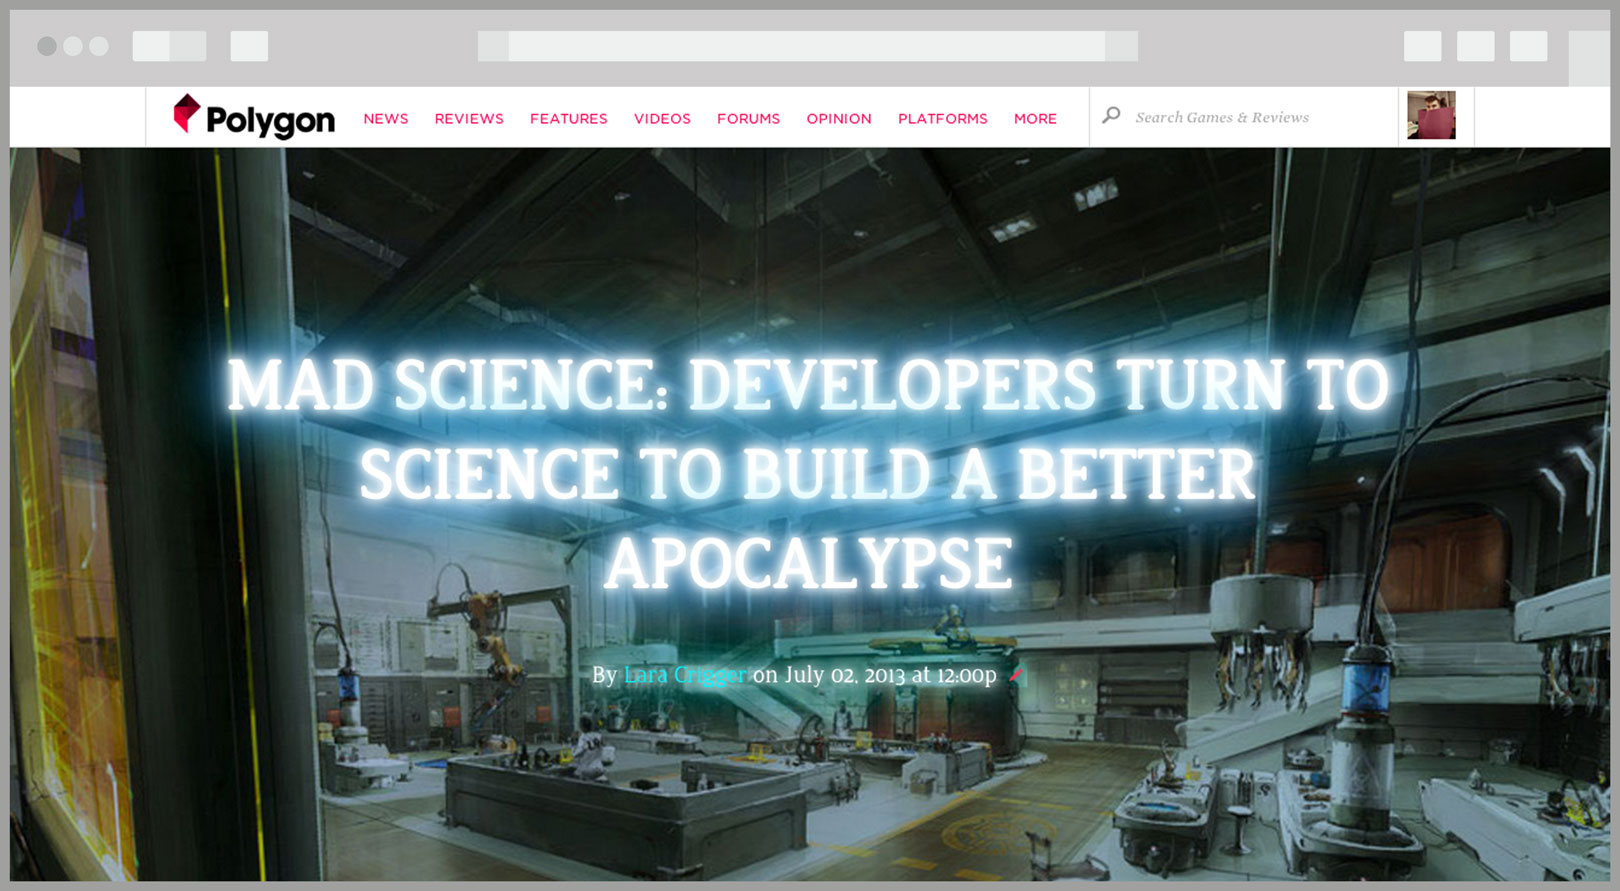 Polygon
NEWS REVIEWS FEATURES VIDEOS FORUMS OPINION PLATFORMS MORE
Search Games & Reviews
MAD SCIENCE: DEVELOPERS TURN TO
SCIENCE TO BUILD A BETTER
APOCALYPSE
By Lara Crigger on July 02, 2013 at 12:00p